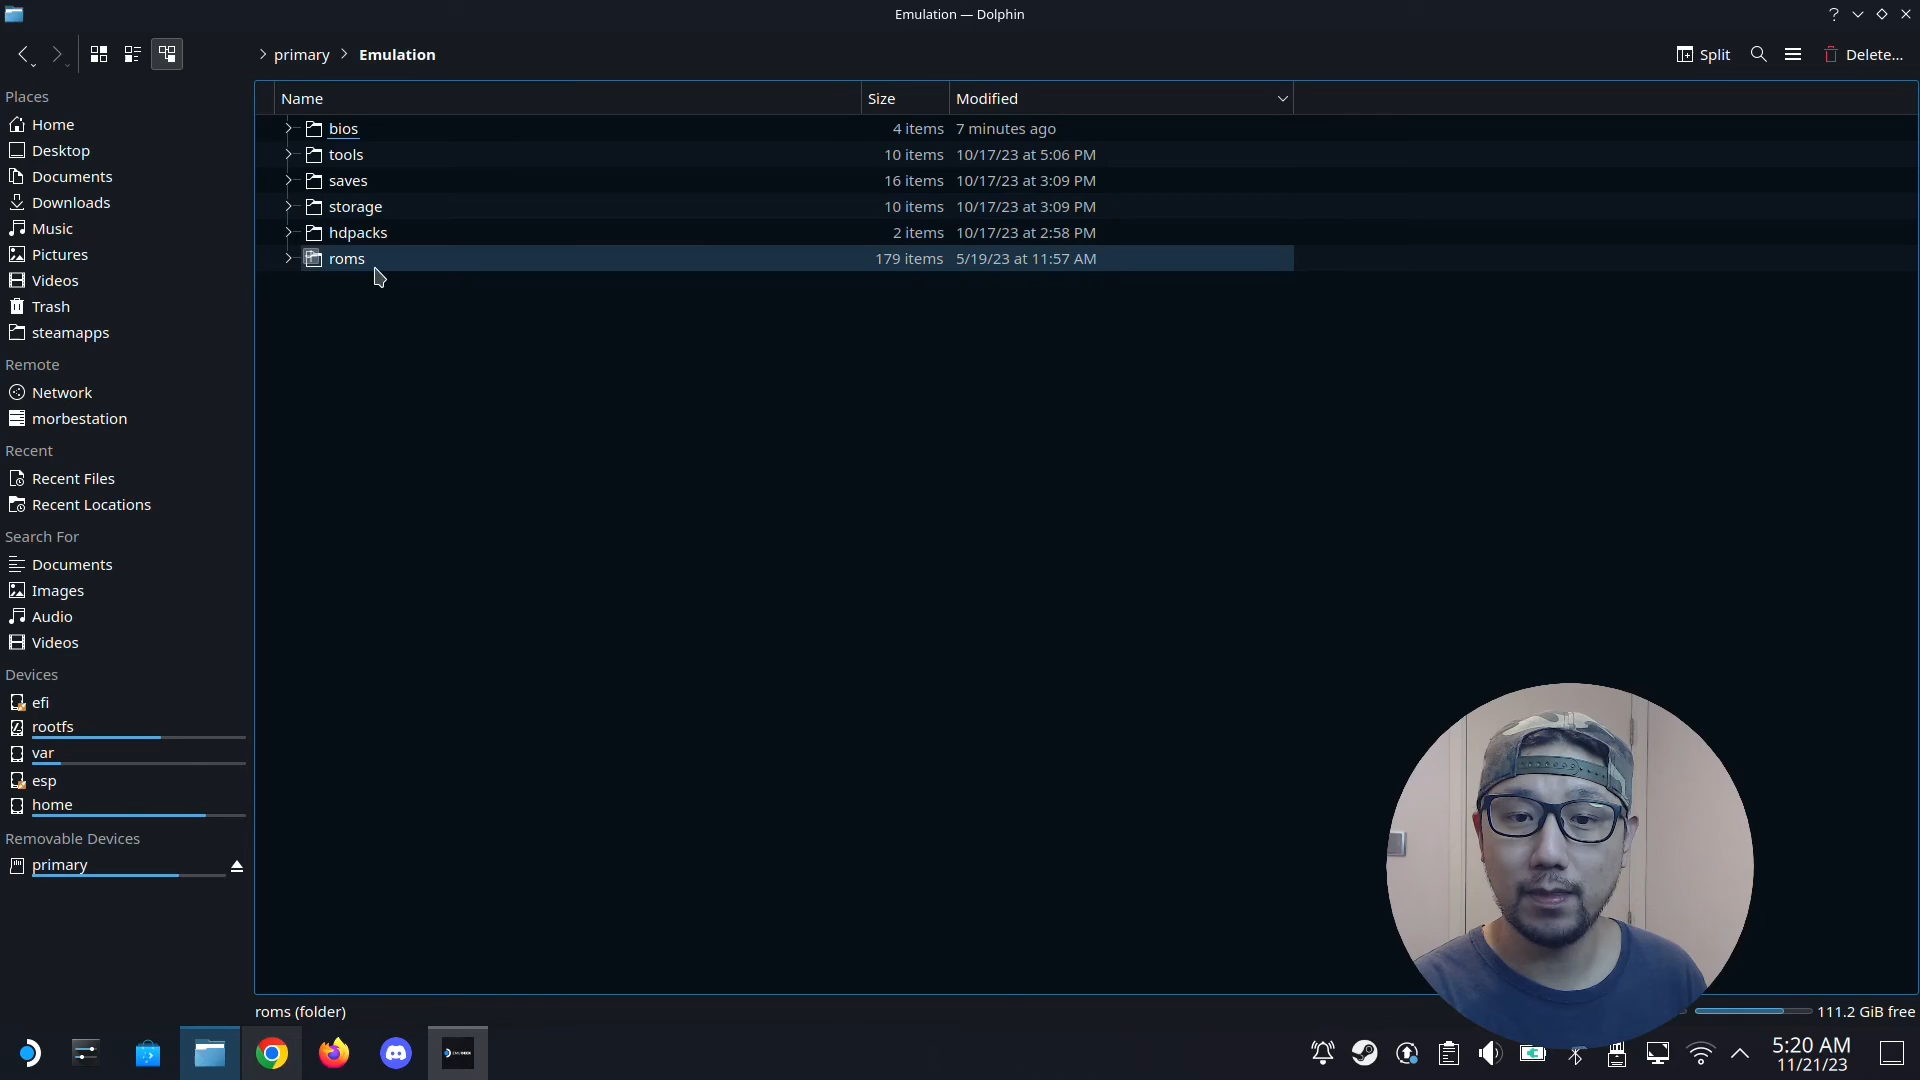 Emulation — Dolphin
primary
Emulation
Split
Delete...
Places
Home
Desktop
Documents
Downloads
Music
Pictures
Videos
Trash
steamapps
Remote
Network
morbestation
Recent
Recent Files
Recent Locations
Search For
Documents
Images
Audio
Videos
Devices
efi
rootfs
var
esp
home
Removable Devices
primary
Name Size Modified
bios 4 items 7 minutes ago
tools 10 items 10/17/23 at 5:06 PM
saves 16 items 10/17/23 at 3:09 PM
storage 10 items 10/17/23 at 3:09 PM
hdpacks 2 items 10/17/23 at 2:58 PM
roms 179 items 5/19/23 at 11:57 AM
roms (folder)
111.2 GiB free
5:20 AM
11/21/23